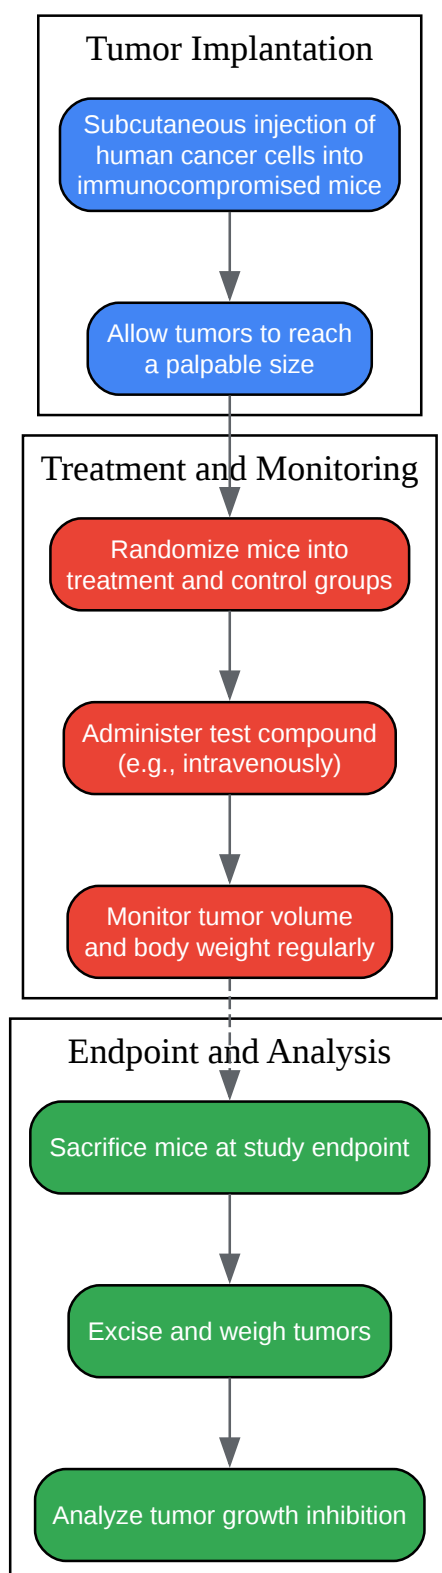 Tumor Implantation
Subcutaneous injection of
human cancer cells into
immunocompromised mice
Allow tumors to reach
a palpable size
Treatment and Monitoring
Randomize mice into
treatment and control groups
Administer test compound
(e.g., intravenously)
Monitor tumor volume
and body weight regularly
Endpoint and Analysis
Sacrifice mice at study endpoint
Excise and weigh tumors
Analyze tumor growth inhibition